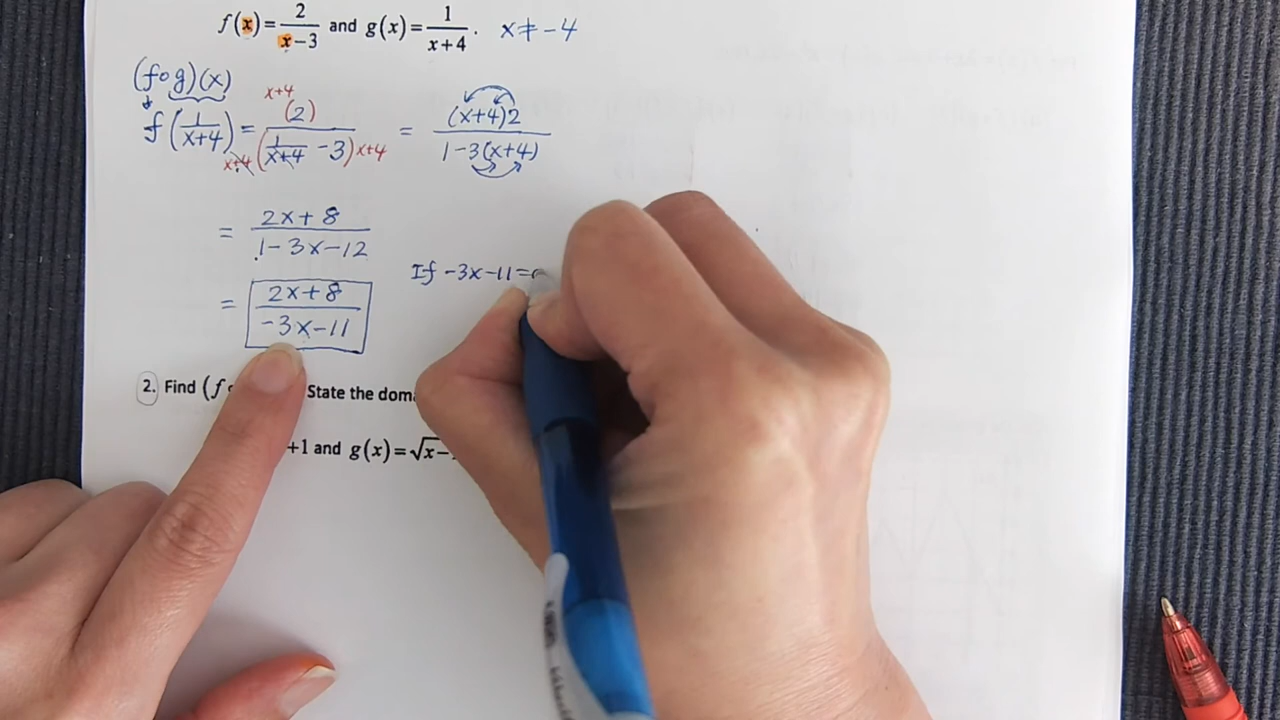 f(x)=2/(x−3) and g(x)=1/(x+4). x≠−4
(f∘g)(x)
x+4
f(1/(x+4)) = (2)/(1/(x+4) −3) = (x+4)2/(1−3(x+4))
x+4 x+4
= (2x+8)/(1−3x−12)
If −3x−11=
= (2x+8)/(−3x−11)
2. Find (f State the
+1 and g(x)=√x−